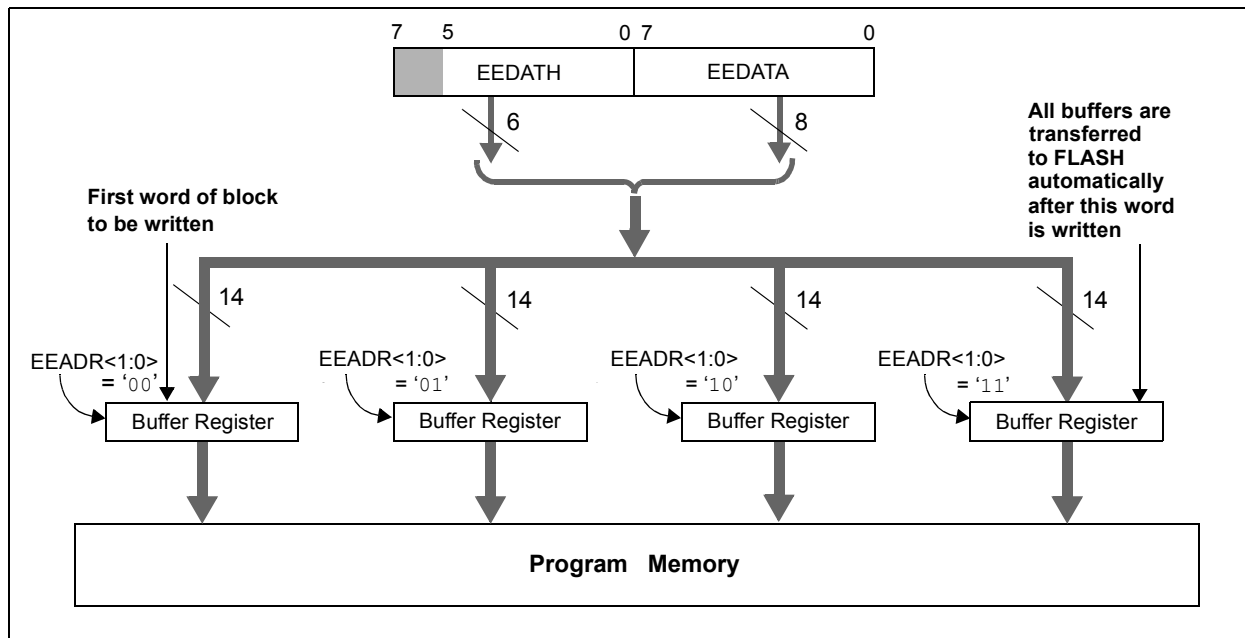 7 5 0 7 0
EEDATH EEDATA
6 8
First word of block
to be written
All buffers are
transferred
to FLASH
automatically
after this word
is written
14 14 14 14
EEADR<1:0> EEADR<1:0> EEADR<1:0> EEADR<1:0>
= ‘00’ = ‘01’ = ‘10’ = ‘11’
Buffer Register Buffer Register Buffer Register Buffer Register
Program Memory